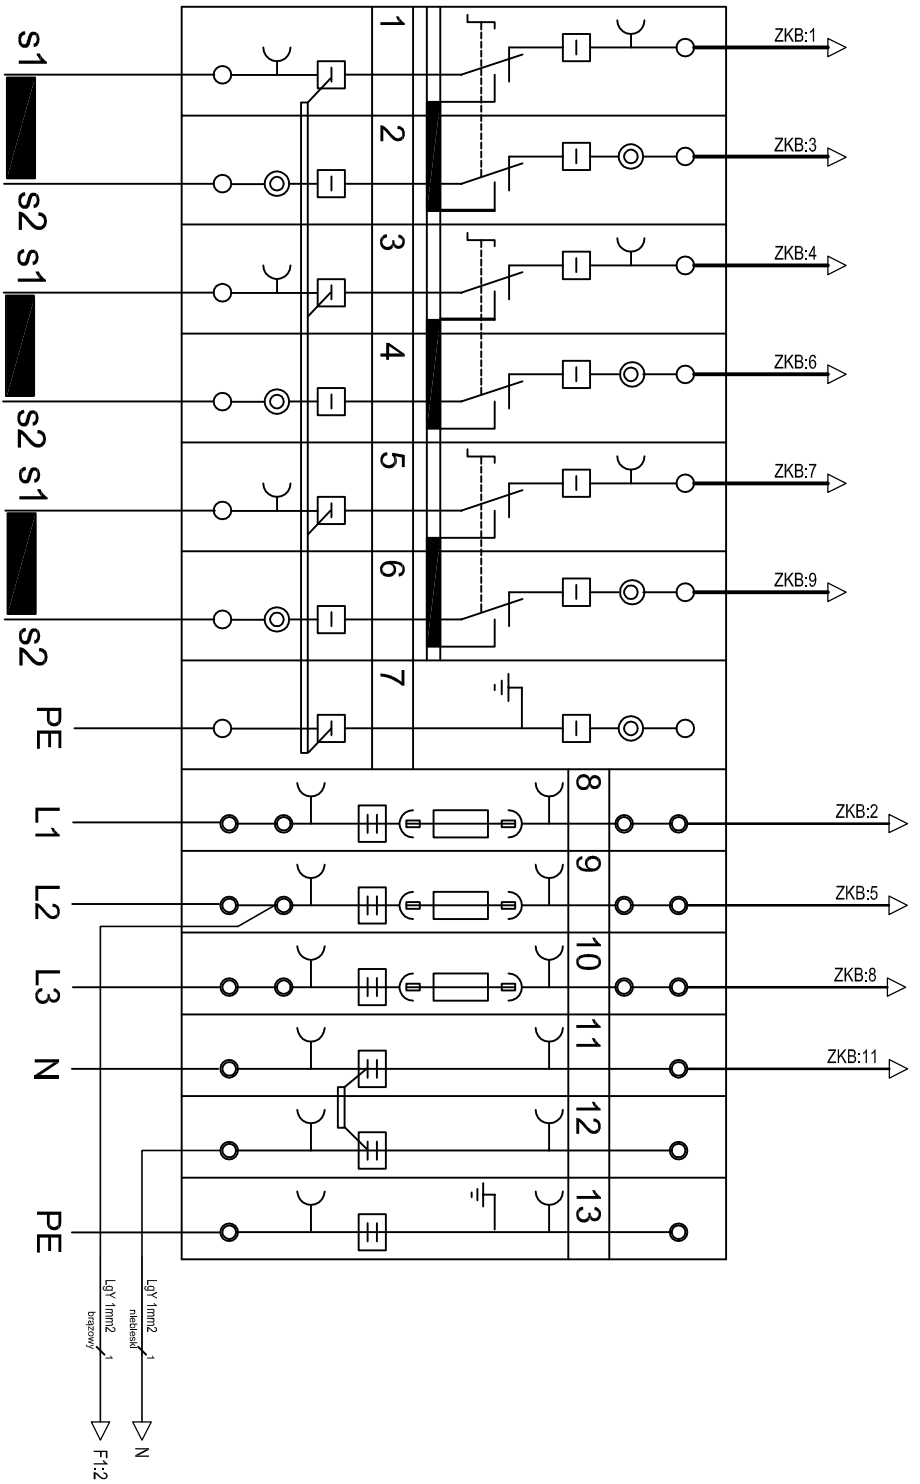 1
ZKB:1
s1
2
ZKB:3
s2
3
ZKB:4
s1
4
ZKB:6
s2
5
ZKB:7
s1
6
ZKB:9
s2
7
PE
8
L1
ZKB:2
9
L2
ZKB:5
10
L3
ZKB:8
11
N
ZKB:11
12
13
PE
LgY 1mm2
niebieski
1
N
LgY 1mm2
brązowy
1
F1:2